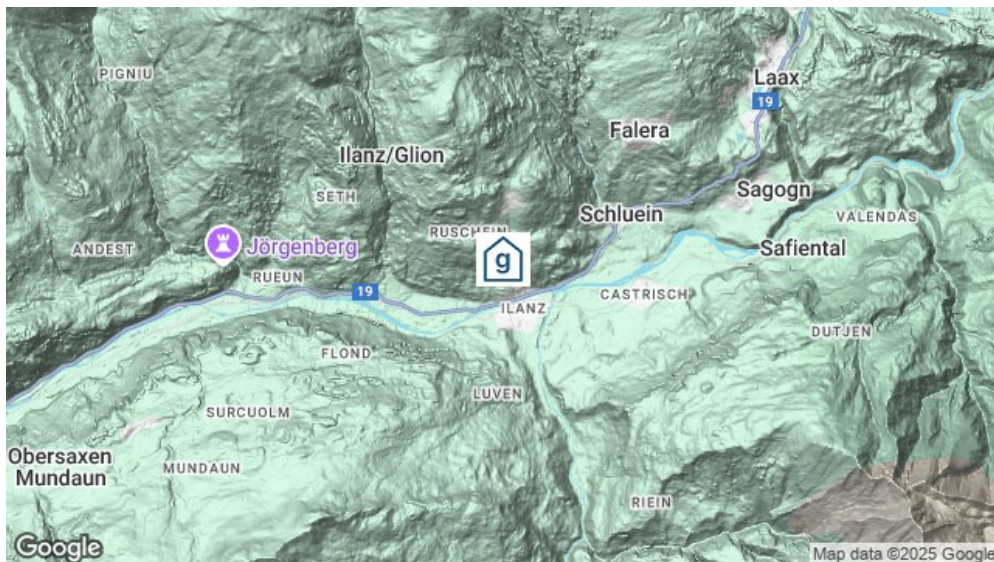 PIGNIU
Laax
19
Falera
Ilanz/Glion
SETH
Sagogn
Schluein
VALENDAS
RUSCHEIN
ANDEST
Jörgenberg
Safiental
g
RUEUN
19
CASTRISCH
ILANZ
DUTJEN
FLOND
LUVEN
SURCUOLM
Obersaxen
Mundaun
MUNDAUN
RIEIN
Google
Map data ©2025 Google